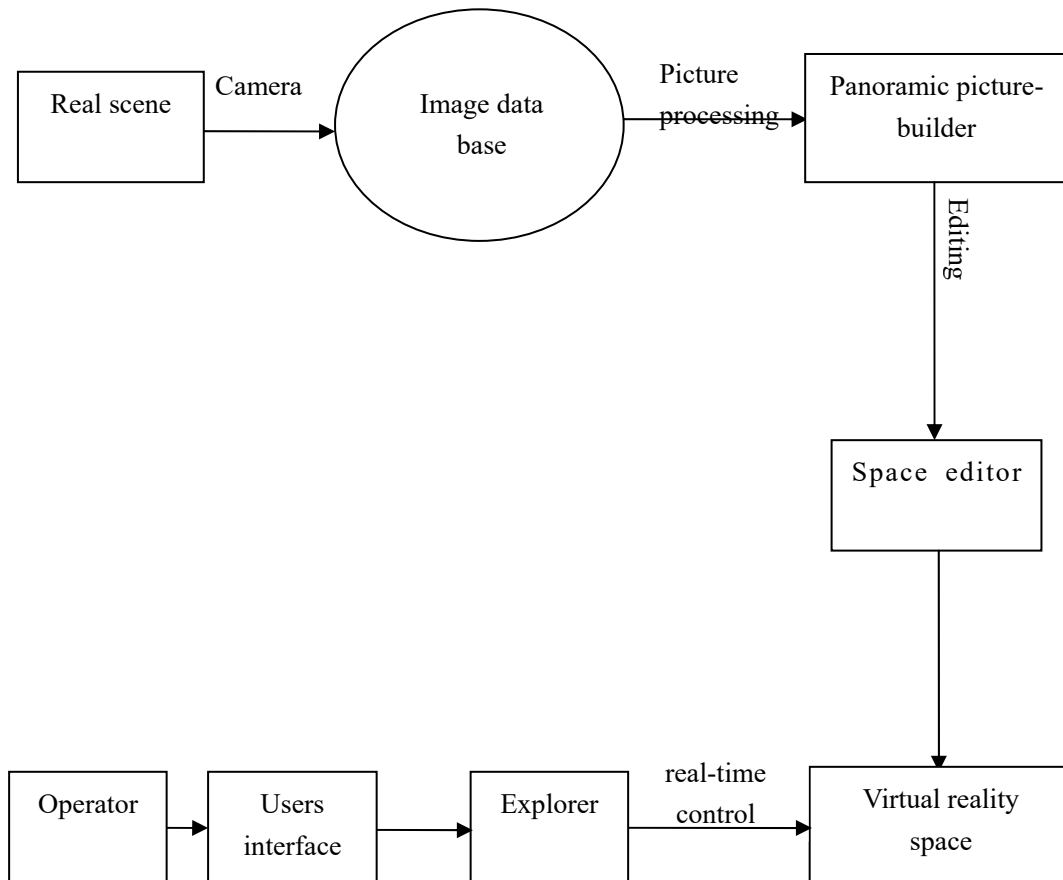 Real scene
Camera
Image data
base
Picture
processing
Panoramic picture-
builder
Editing
Space editor
Operator
Users
interface
Explorer
real-time
control
Virtual reality
space